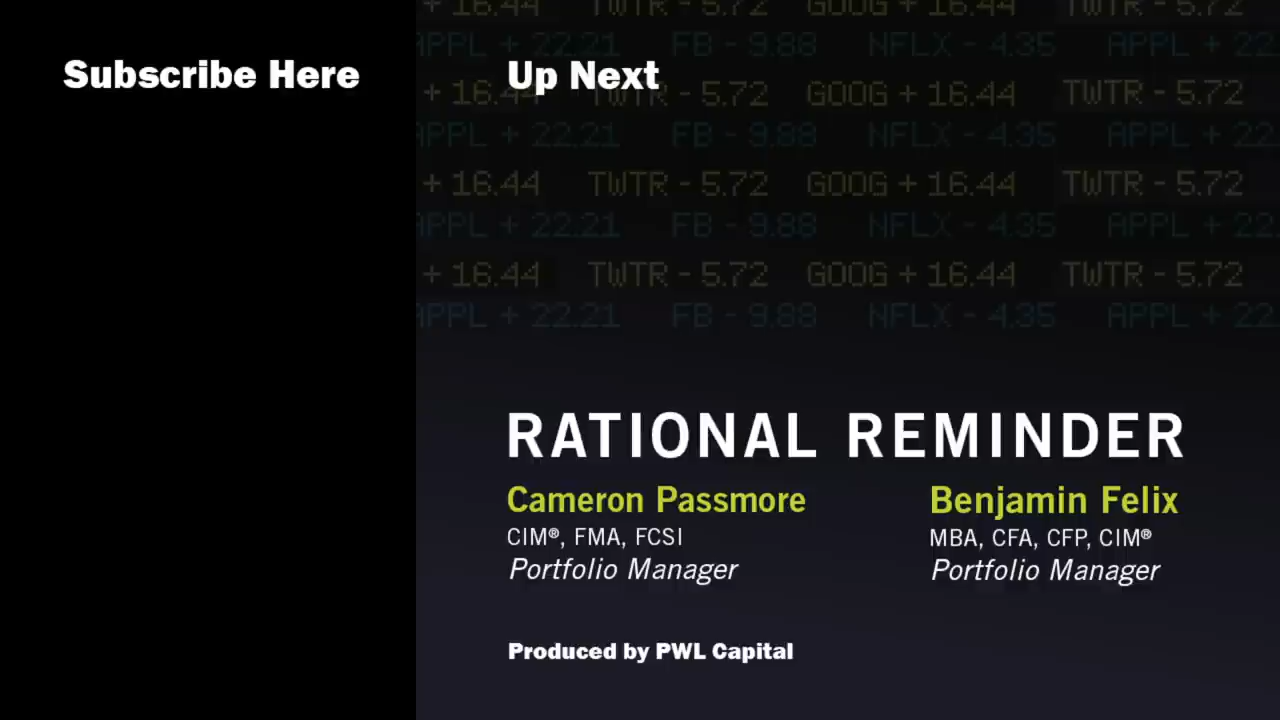 + 16.44 TWTR - 5.72 GOOG + 16.44 TWTR - 5.72
APPL + 22.21 FB - 9.88 NFLX - 4.35 APPL + 22
Subscribe Here
Up Next
+ 16.44 TWTR - 5.72 GOOG + 16.44 TWTR - 5.72
APPL + 22.21 FB - 9.88 NFLX - 4.35 APPL + 22
+ 16.44 TWTR - 5.72 GOOG + 16.44 TWTR - 5.72
APPL + 22.21 FB - 9.88 NFLX - 4.35 APPL + 22
+ 16.44 TWTR - 5.72 GOOG + 16.44 TWTR - 5.72
APPL + 22.21 FB - 9.88 NFLX - 4.35 APPL + 22
RATIONAL REMINDER
Cameron Passmore
CIM®, FMA, FCSI
Portfolio Manager
Benjamin Felix
MBA, CFA, CFP, CIM®
Portfolio Manager
Produced by PWL Capital